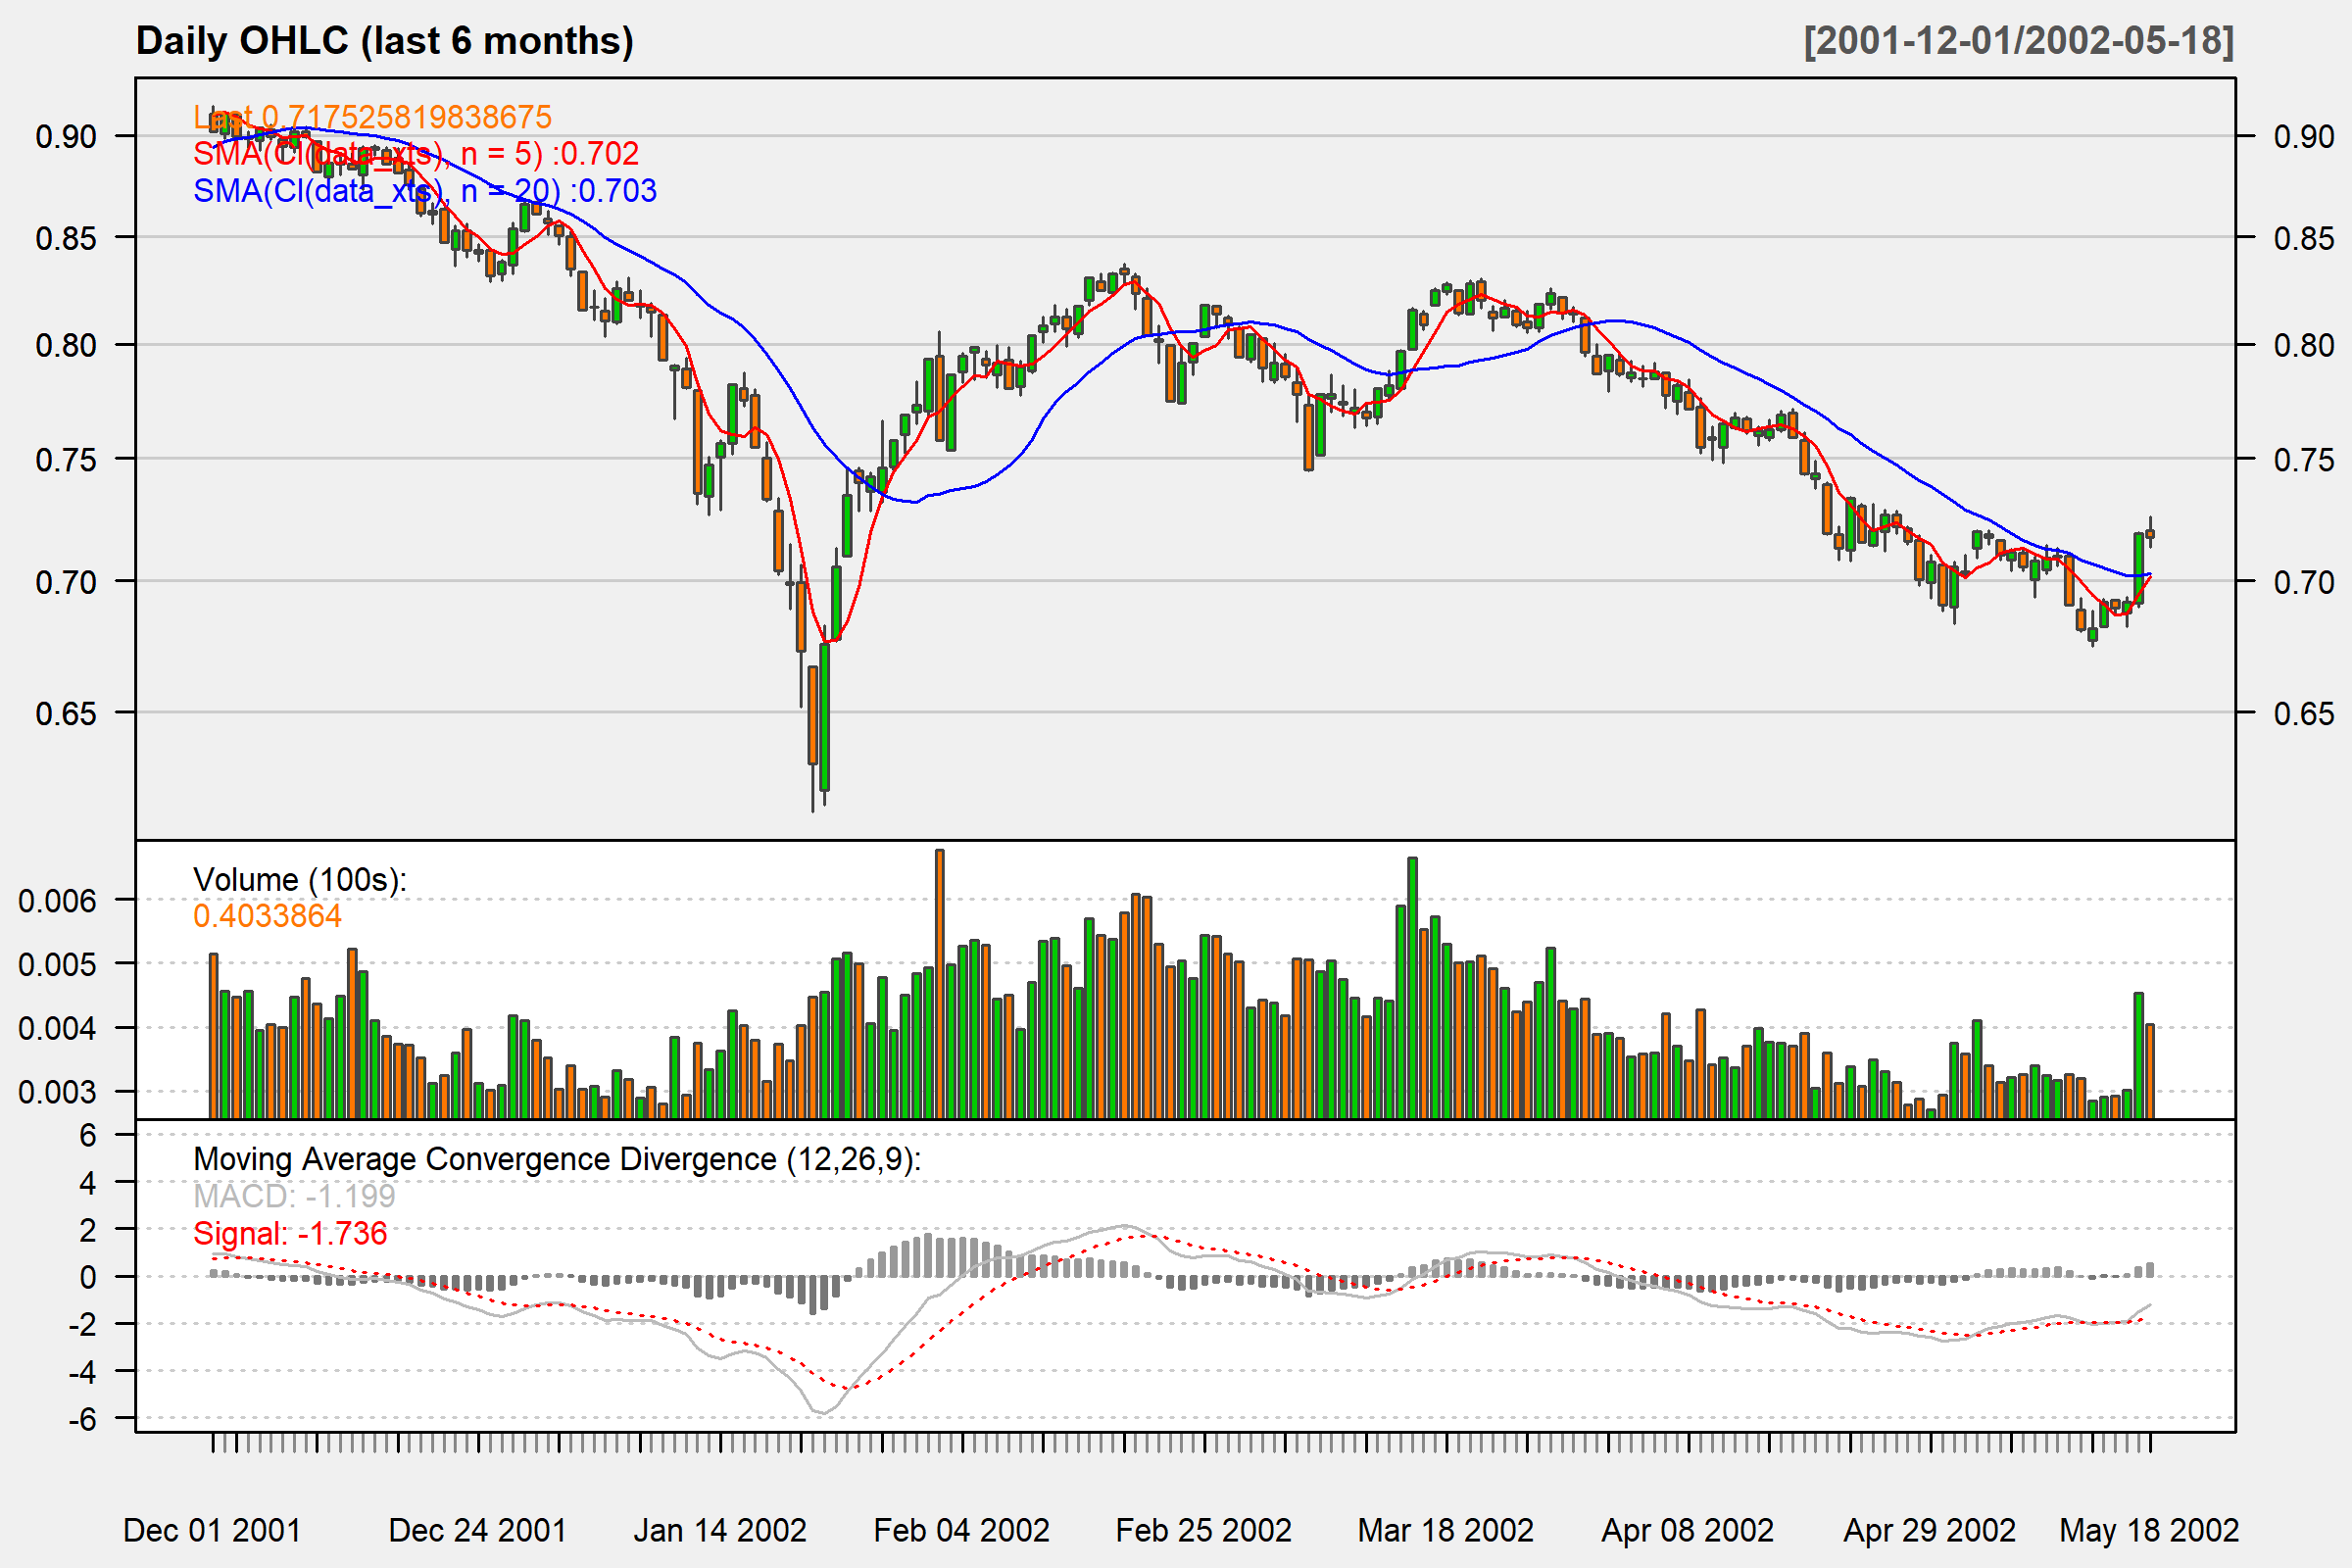 Daily OHLC (last 6 months) [2001-12-01/2002-05-18]
Last 0.717525819838675
SMA(Cl(data_xts), n = 5) :0.702
SMA(Cl(data_xts), n = 20) :0.703
0.90 0.90
0.85 0.85
0.80 0.80
0.75 0.75
0.70 0.70
0.65 0.65
Volume (100s):
0.4033864
0.006
0.005
0.004
0.003
Moving Average Convergence Divergence (12,26,9):
MACD: -1.199
Signal: -1.736
6
4
2
0
-2
-4
-6
Dec 01 2001 Dec 24 2001 Jan 14 2002 Feb 04 2002 Feb 25 2002 Mar 18 2002 Apr 08 2002 Apr 29 2002 May 18 2002